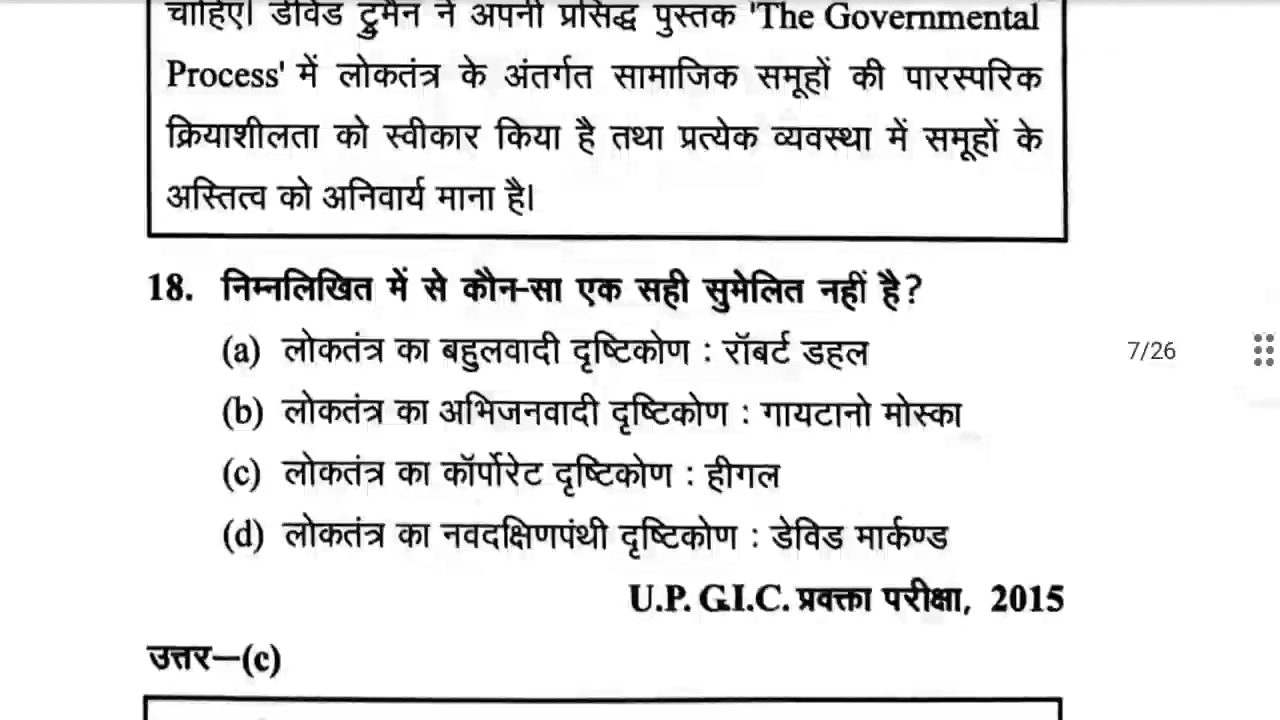 चाहिए। डेविड ट्रुमैन ने अपनी प्रसिद्ध पुस्तक 'The Governmental
Process' में लोकतंत्र के अंतर्गत सामाजिक समूहों की पारस्परिक
क्रियाशीलता को स्वीकार किया है तथा प्रत्येक व्यवस्था में समूहों के
अस्तित्व को अनिवार्य माना है।
18. निम्नलिखित में से कौन-सा एक सही सुमेलित नहीं है?
(a) लोकतंत्र का बहुलवादी दृष्टिकोण : रॉबर्ट डहल
(b) लोकतंत्र का अभिजनवादी दृष्टिकोण : गायटानो मोस्का
(c) लोकतंत्र का कॉर्पोरेट दृष्टिकोण : हीगल
(d) लोकतंत्र का नवदक्षिणपंथी दृष्टिकोण : डेविड मार्कण्ड
U.P. G.I.C. प्रवक्ता परीक्षा, 2015
उत्तर–(c)
7/26